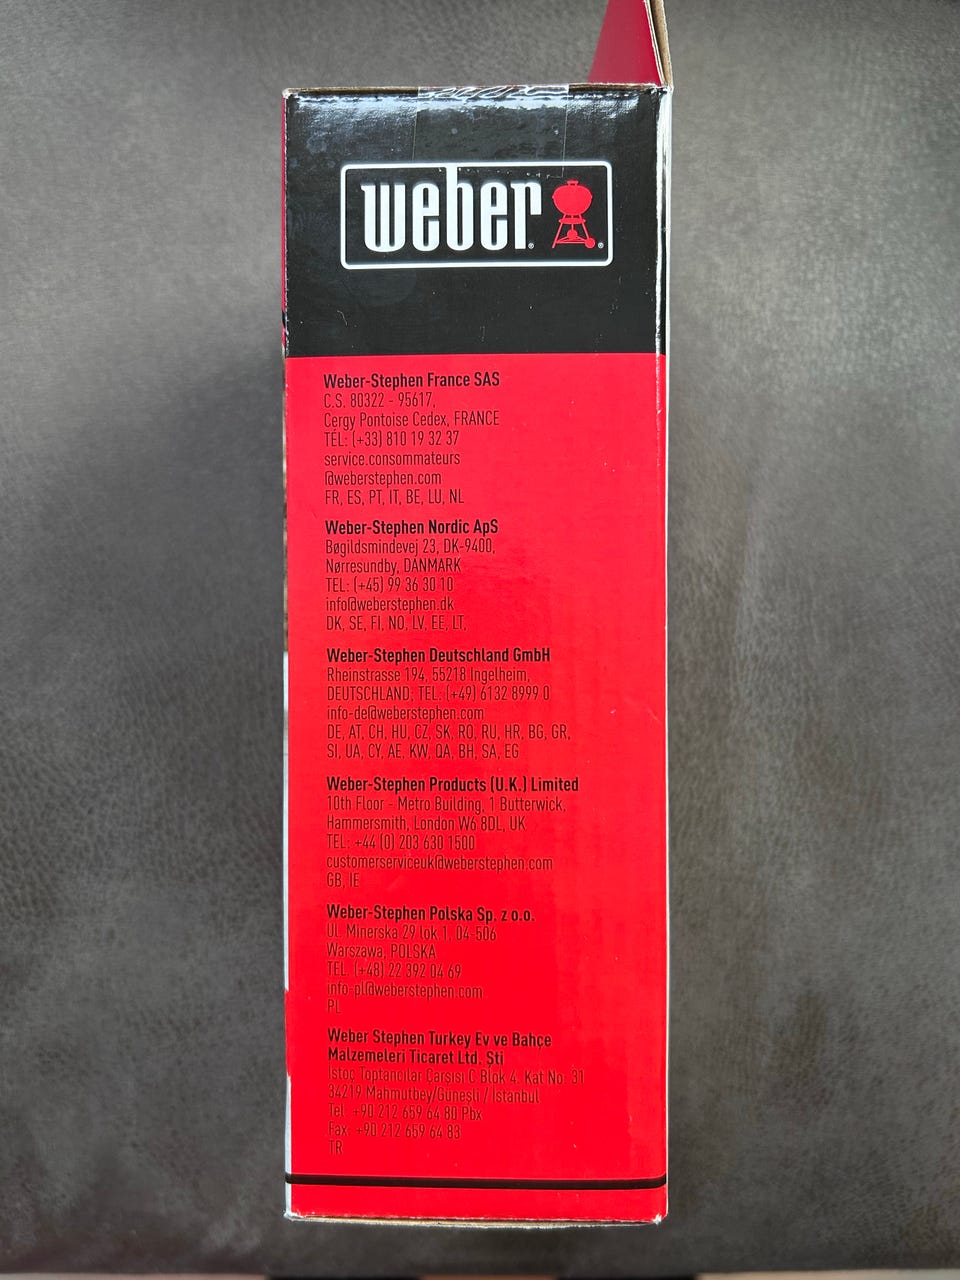 weber
Weber-Stephen France SAS
C.S. 80322 - 95617,
Cergy Pontoise Cedex, FRANCE
TÉL: (+33) 810 19 32 37
service.consommateurs
@weberstephen.com
FR, ES, PT, IT, BE, LU, NL
Weber-Stephen Nordic ApS
Bøgildsmindevej 23, DK-9400,
Nørresundby, DANMARK
TEL: (+45) 99 36 30 10
info@weberstephen.dk
DK, SE, FI, NO, LV, EE, LT,
Weber-Stephen Deutschland GmbH
Rheinstrasse 194, 55218 Ingelheim,
DEUTSCHLAND; TEL: (+49) 6132 8999 0
info-de@weberstephen.com
DE, AT, CH, HU, CZ, SK, RO, RU, HR, BG, GR,
SI, UA, CY, AE, KW, QA, BH, SA, EG
Weber-Stephen Products (U.K.) Limited
10th Floor - Metro Building, 1 Butterwick,
Hammersmith, London W6 8DL, UK
TEL: +44 (0) 203 630 1500
customerserviceuk@weberstephen.com
GB, IE
Weber-Stephen Polska Sp. z o.o.
UL. Minerska 29 lok 1, 04-506
Warszawa, POLSKA
TEL. (+48) 22 392 04 69
info-pl@weberstephen.com
PL
Weber Stephen Turkey Ev ve Bahçe
Malzemeleri Ticaret Ltd. Şti
İstoç Toptancılar Çarşısı C Blok 4. Kat No: 31
34219 Mahmutbey/Güneşli / İstanbul
Tel: +90 212 659 64 80 Pbx
Fax: +90 212 659 64 83
TR